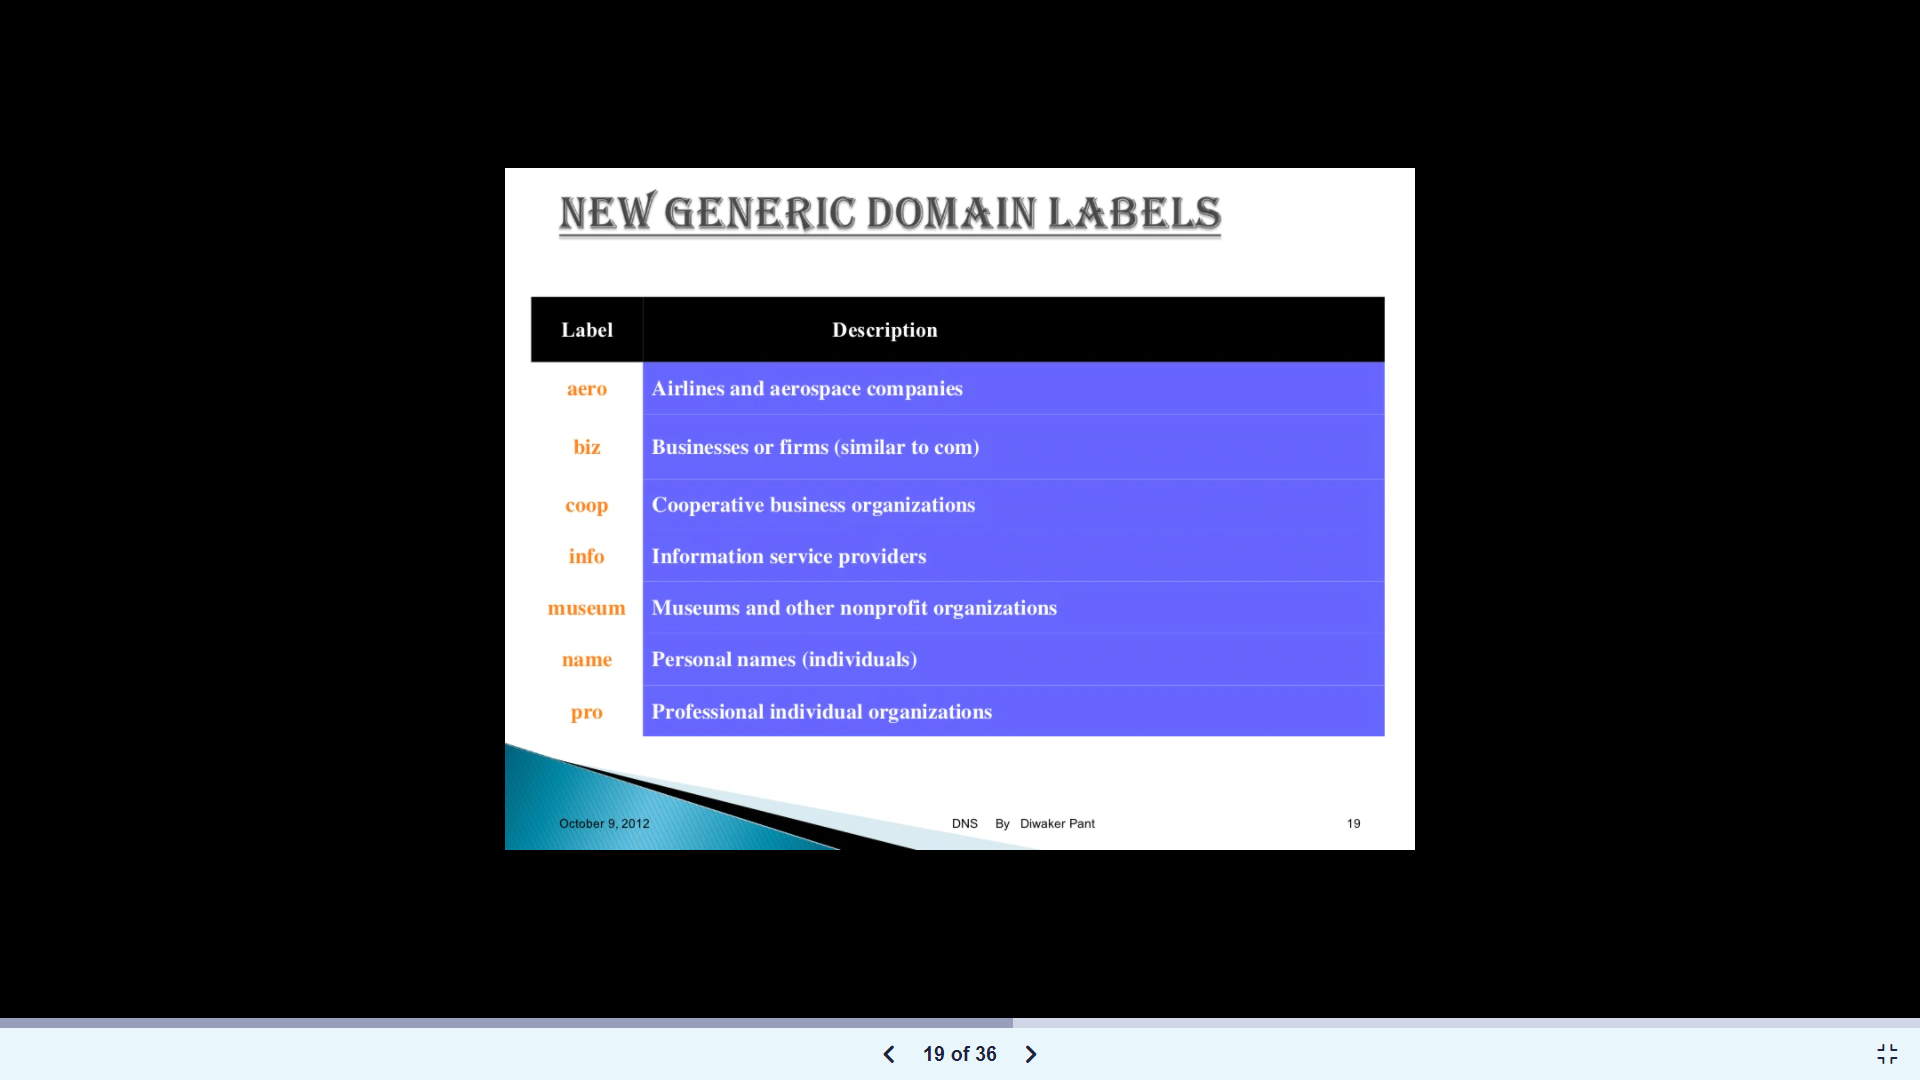 NEW GENERIC DOMAIN LABELS
Label Description
aero Airlines and aerospace companies
biz Businesses or firms (similar to com)
coop Cooperative business organizations
info Information service providers
museum Museums and other nonprofit organizations
name Personal names (individuals)
pro Professional individual organizations
October 9, 2012 DNS By Diwaker Pant 19
19 of 36